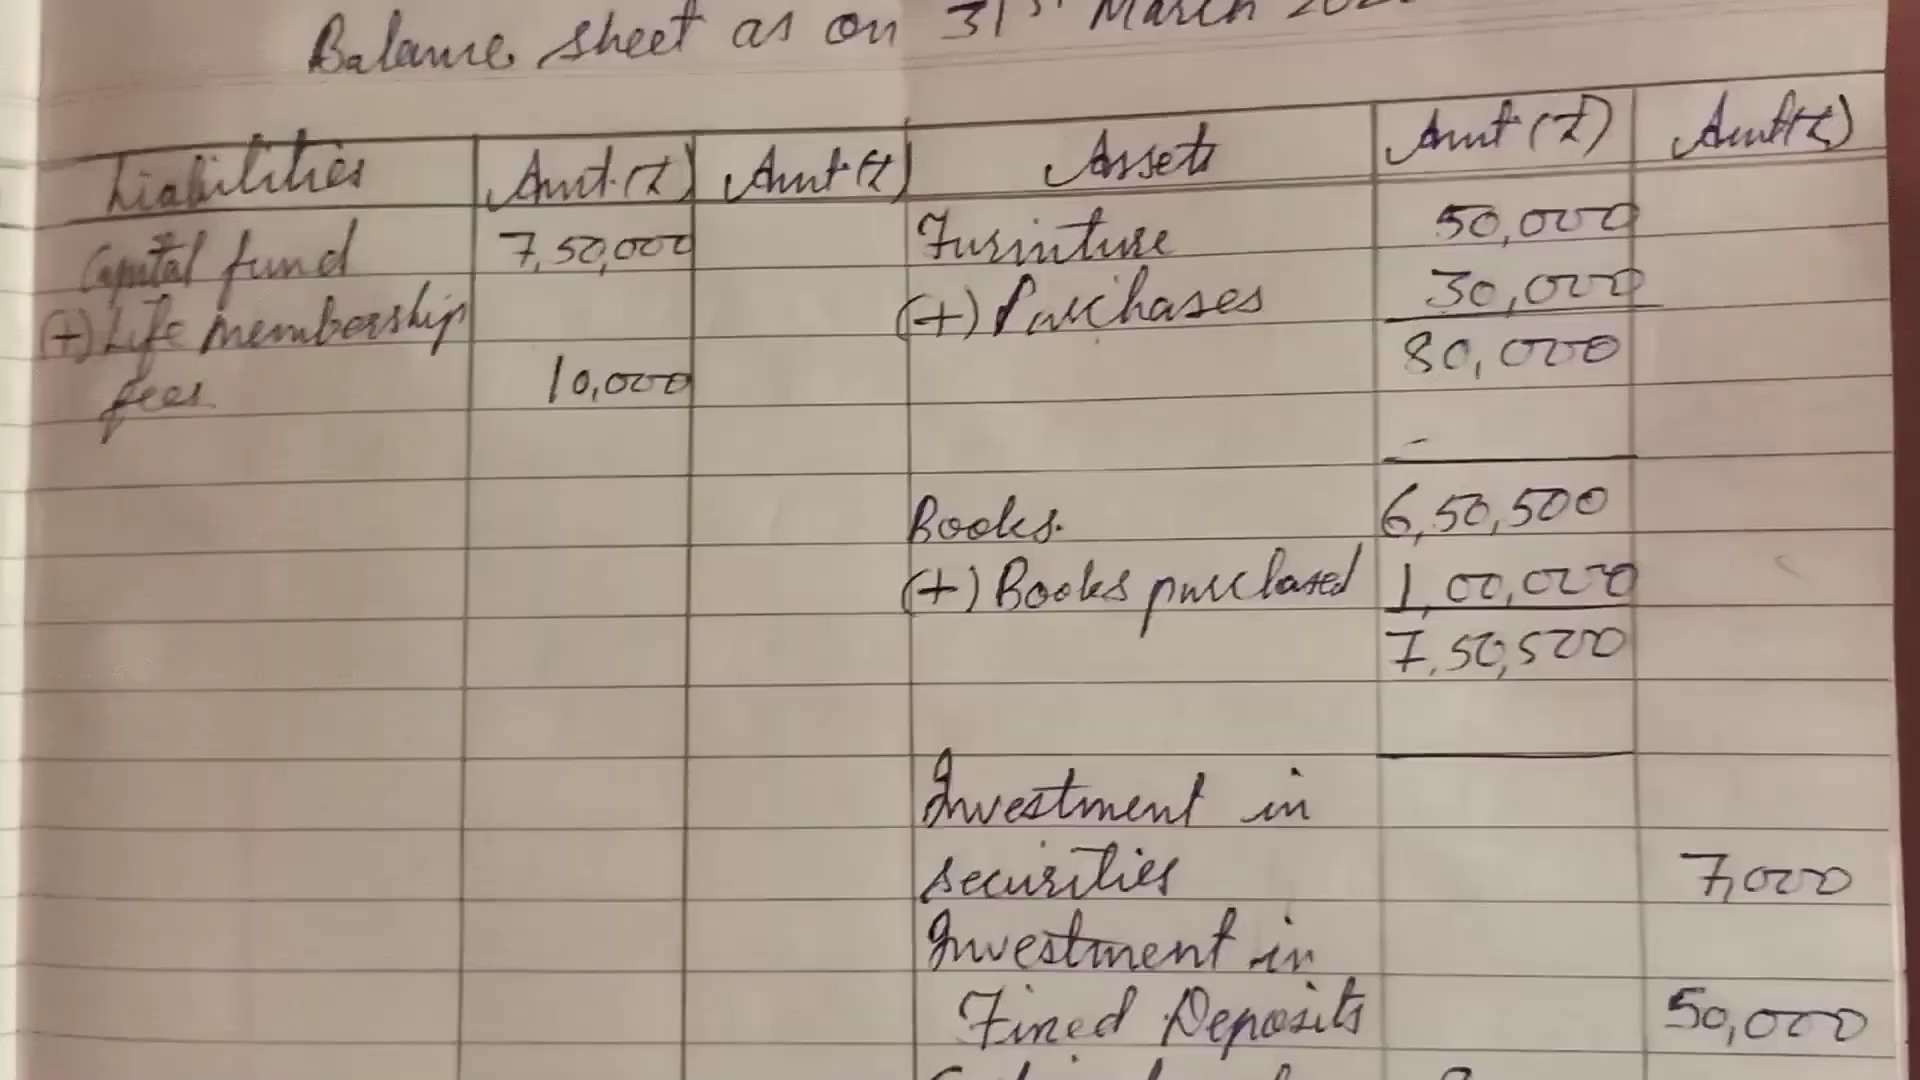 Balance sheet as on 31st March
Liabilities Amt.(₹) Amt.(₹) Assets Amt.(₹) Amt(₹)
Capital fund 7,50,000 Furniture 50,000
(+) Life membership (+) Purchases 30,000
fees 10,000 80,000
-
Books. 6,50,500
(+) Books purchased 1,00,000
7,50,500
Investment in
securities 7,000
Investment in
Fixed Deposits 50,000